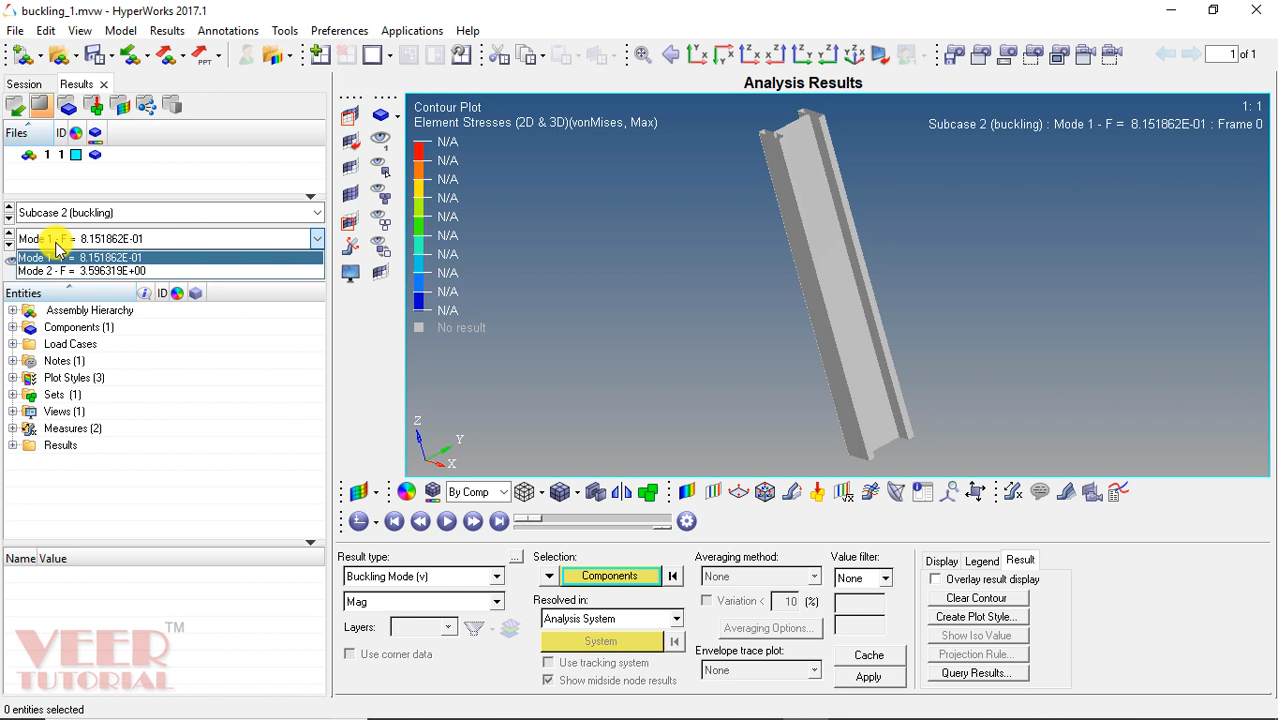 buckling_1.mvw - HyperWorks 2017.1
File Edit View Model Results Annotations Tools Preferences Applications Help
1 of 1
Session Results
Analysis Results
Files ID
1 1
Subcase 2 (buckling)
Mode 1 - F = 8.151862E-01
Mode 1 - F = 8.151862E-01
Mode 2 - F = 3.596319E+00
Entities ID
Assembly Hierarchy
Components (1)
Load Cases
Notes (1)
Plot Styles (3)
Sets (1)
Views (1)
Measures (2)
Results
Name Value
VEER TM
TUTORIAL
0 entities selected
Contour Plot
Element Stresses (2D & 3D)(vonMises, Max)
N/A
N/A
N/A
N/A
N/A
N/A
N/A
N/A
N/A
N/A
No result
1: 1
Subcase 2 (buckling) : Mode 1 - F = 8.151862E-01 : Frame 0
Z
Y
X
By Comp
Result type:
Buckling Mode (v)
Mag
Layers:
Use corner data
Selection:
Components
Resolved in:
Analysis System
System
Use tracking system
Show midside node results
Averaging method:
None
Variation < 10 (%)
Averaging Options...
Envelope trace plot:
None
Value filter:
None
Cache
Apply
Display Legend Result
Overlay result display
Clear Contour
Create Plot Style...
Show Iso Value
Projection Rule...
Query Results...